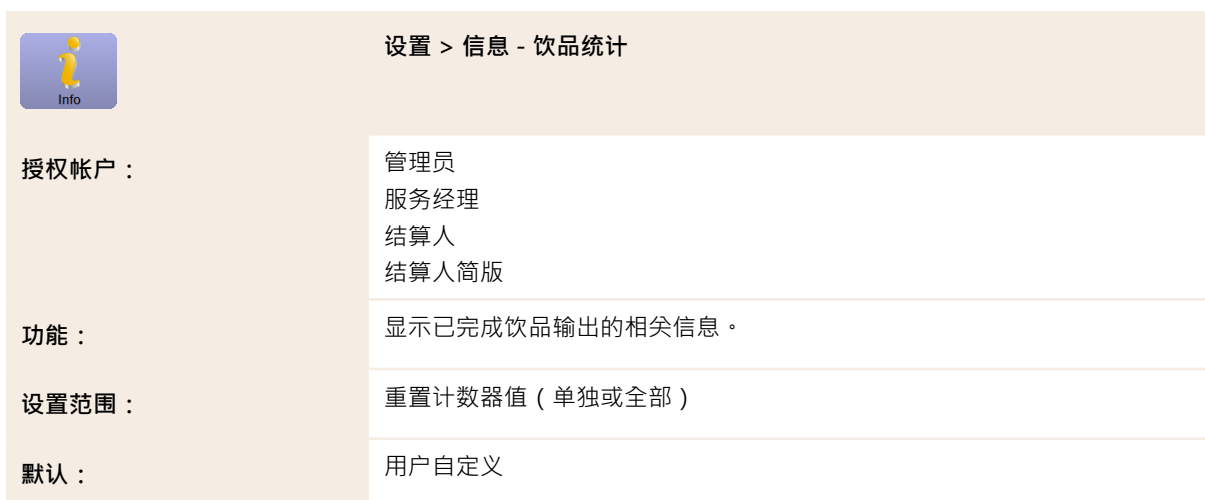 设置 > 信息 - 饮品统计
Info
授权帐户：
管理员
服务经理
结算人
结算人简版
功能：
显示已完成饮品输出的相关信息。
设置范围：
重置计数器值（单独或全部）
默认：
用户自定义